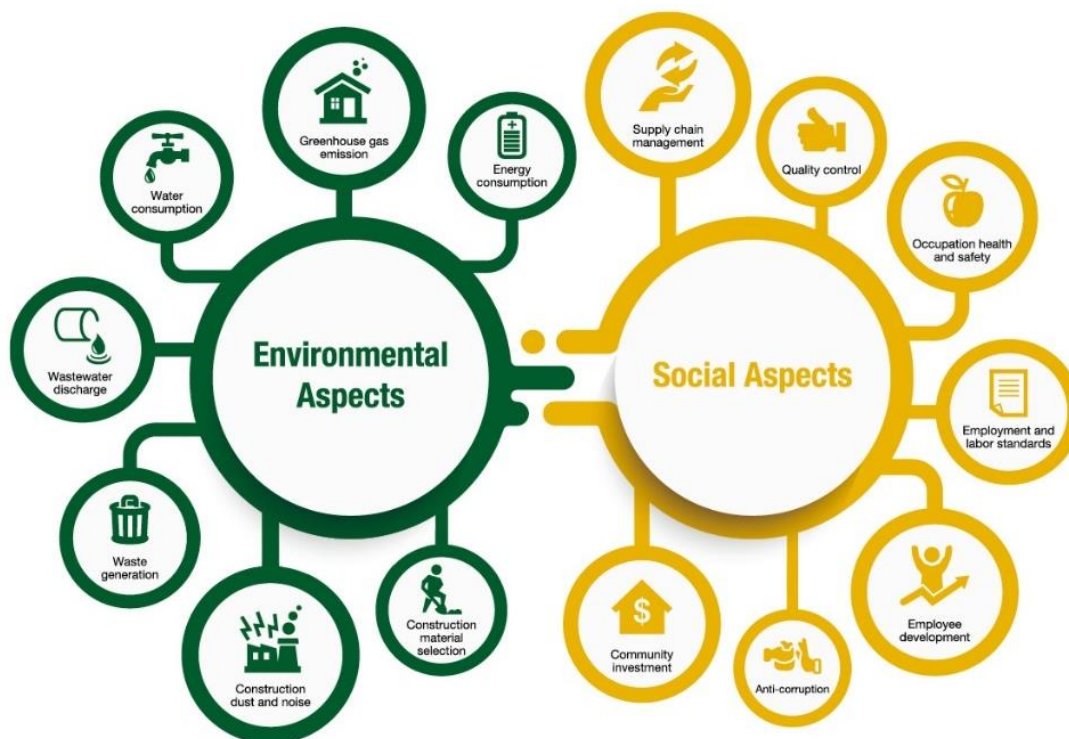 Greenhouse gas
emission
Energy
consumption
Water
consumption
Wastewater
discharge
Waste
generation
Construction
dust and noise
Construction
material
selection
Environmental
Aspects
Supply chain
management
Quality control
Occupation health
and safety
Employment and
labor standards
Employee
development
Anti-corruption
Community
investment
$
Social Aspects